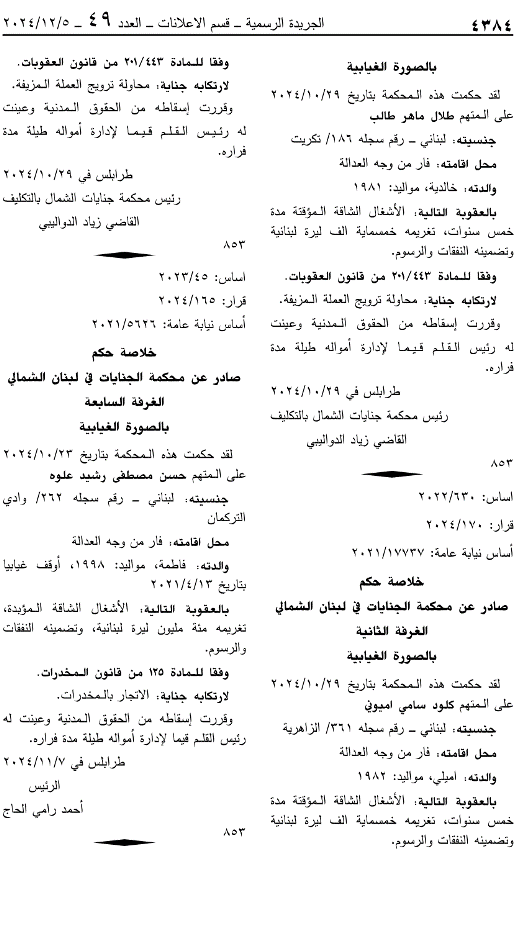 ٤٣٨٤
الجريدة الرسمية ــ قسم الاعلانات ــ العدد ٤٩ ــ ٢٠٢٤/١٢/٥
بالصورة الغيابية
لقد حكمت هذه المحكمة بتاريخ ٢٠٢٤/١٠/٢٩
على المتهم طلال ماهر طالب
جنسيته: لبناني ــ رقم سجله ١٨٦/ تكريت
محل اقامته: فار من وجه العدالة
والدته: خالدية، مواليد: ١٩٨١
بالعقوبة التالية: الأشغال الشاقة المؤقتة مدة
خمس سنوات، تغريمه خمسماية الف ليرة لبنانية
وتضمينه النفقات والرسوم.
وفقا للمادة ٢٠١/٤٤٣ من قانون العقوبات.
لارتكابه جناية: محاولة ترويج العملة المزيفة.
وقررت إسقاطه من الحقوق المدنية وعينت
له رئيس القلم قيما لإدارة أمواله طيلة مدة
فراره.
طرابلس في ٢٠٢٤/١٠/٢٩
رئيس محكمة جنايات الشمال بالتكليف
القاضي زياد الدواليبي
٨٥٣
اساس: ٢٠٢٢/٦٣٠
قرار: ٢٠٢٤/١٧٠
أساس نيابة عامة: ٢٠٢١/١٧٧٣٧
خلاصة حكم
صادر عن محكمة الجنايات في لبنان الشمالي
الغرفة الثانية
بالصورة الغيابية
لقد حكمت هذه المحكمة بتاريخ ٢٠٢٤/١٠/٢٩
على المتهم كلود سامي اميوني
جنسيته: لبناني ــ رقم سجله ٣٦١/ الزاهرية
محل اقامته: فار من وجه العدالة
والدته: اميلي، مواليد: ١٩٨٢
بالعقوبة التالية: الأشغال الشاقة المؤقتة مدة
خمس سنوات، تغريمه خمسماية الف ليرة لبنانية
وتضمينه النفقات والرسوم.
وفقا للمادة ٢٠١/٤٤٣ من قانون العقوبات.
لارتكابه جناية: محاولة ترويج العملة المزيفة.
وقررت إسقاطه من الحقوق المدنية وعينت
له رئيس القلم قيما لإدارة أمواله طيلة مدة
فراره.
طرابلس في ٢٠٢٤/١٠/٢٩
رئيس محكمة جنايات الشمال بالتكليف
القاضي زياد الدواليبي
٨٥٣
اساس: ٢٠٢٣/٤٥
قرار: ٢٠٢٤/١٦٥
أساس نيابة عامة: ٢٠٢١/٥٦٢٦
خلاصة حكم
صادر عن محكمة الجنايات في لبنان الشمالي
الغرفة السابعة
بالصورة الغيابية
لقد حكمت هذه المحكمة بتاريخ ٢٠٢٤/١٠/٢٣
على المتهم حسن مصطفى رشيد علوه
جنسيته: لبناني ــ رقم سجله ٢٦٢/ وادي
التركمان
محل اقامته: فار من وجه العدالة
والدته: فاطمة، مواليد: ١٩٩٨، أوقف غيابيا
بتاريخ ٢٠٢١/٤/١٣
بالعقوبة التالية: الأشغال الشاقة المؤبدة،
تغريمه مئة مليون ليرة لبنانية، وتضمينه النفقات
والرسوم.
وفقا للمادة ١٢٥ من قانون المخدرات.
لارتكابه جناية: الاتجار بالمخدرات.
وقررت إسقاطه من الحقوق المدنية وعينت له
رئيس القلم قيما لإدارة أمواله طيلة مدة فراره.
طرابلس في ٢٠٢٤/١١/٧
الرئيس
أحمد رامي الحاج
٨٥٣